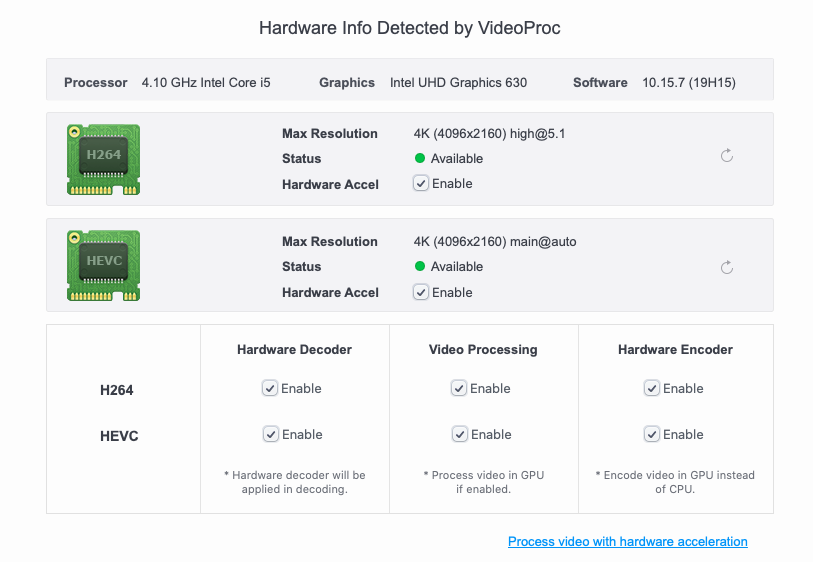 Hardware Info Detected by VideoProc
Processor 4.10 GHz Intel Core i5 Graphics Intel UHD Graphics 630 Software 10.15.7 (19H15)
H264
Max Resolution 4K (4096x2160) high@5.1
Status Available
Hardware Accel Enable
HEVC
Max Resolution 4K (4096x2160) main@auto
Status Available
Hardware Accel Enable
Hardware Decoder Video Processing Hardware Encoder
H264 Enable Enable Enable
HEVC Enable Enable Enable
* Hardware decoder will be * Process video in GPU * Encode video in GPU instead
applied in decoding. if enabled. of CPU.
Process video with hardware acceleration